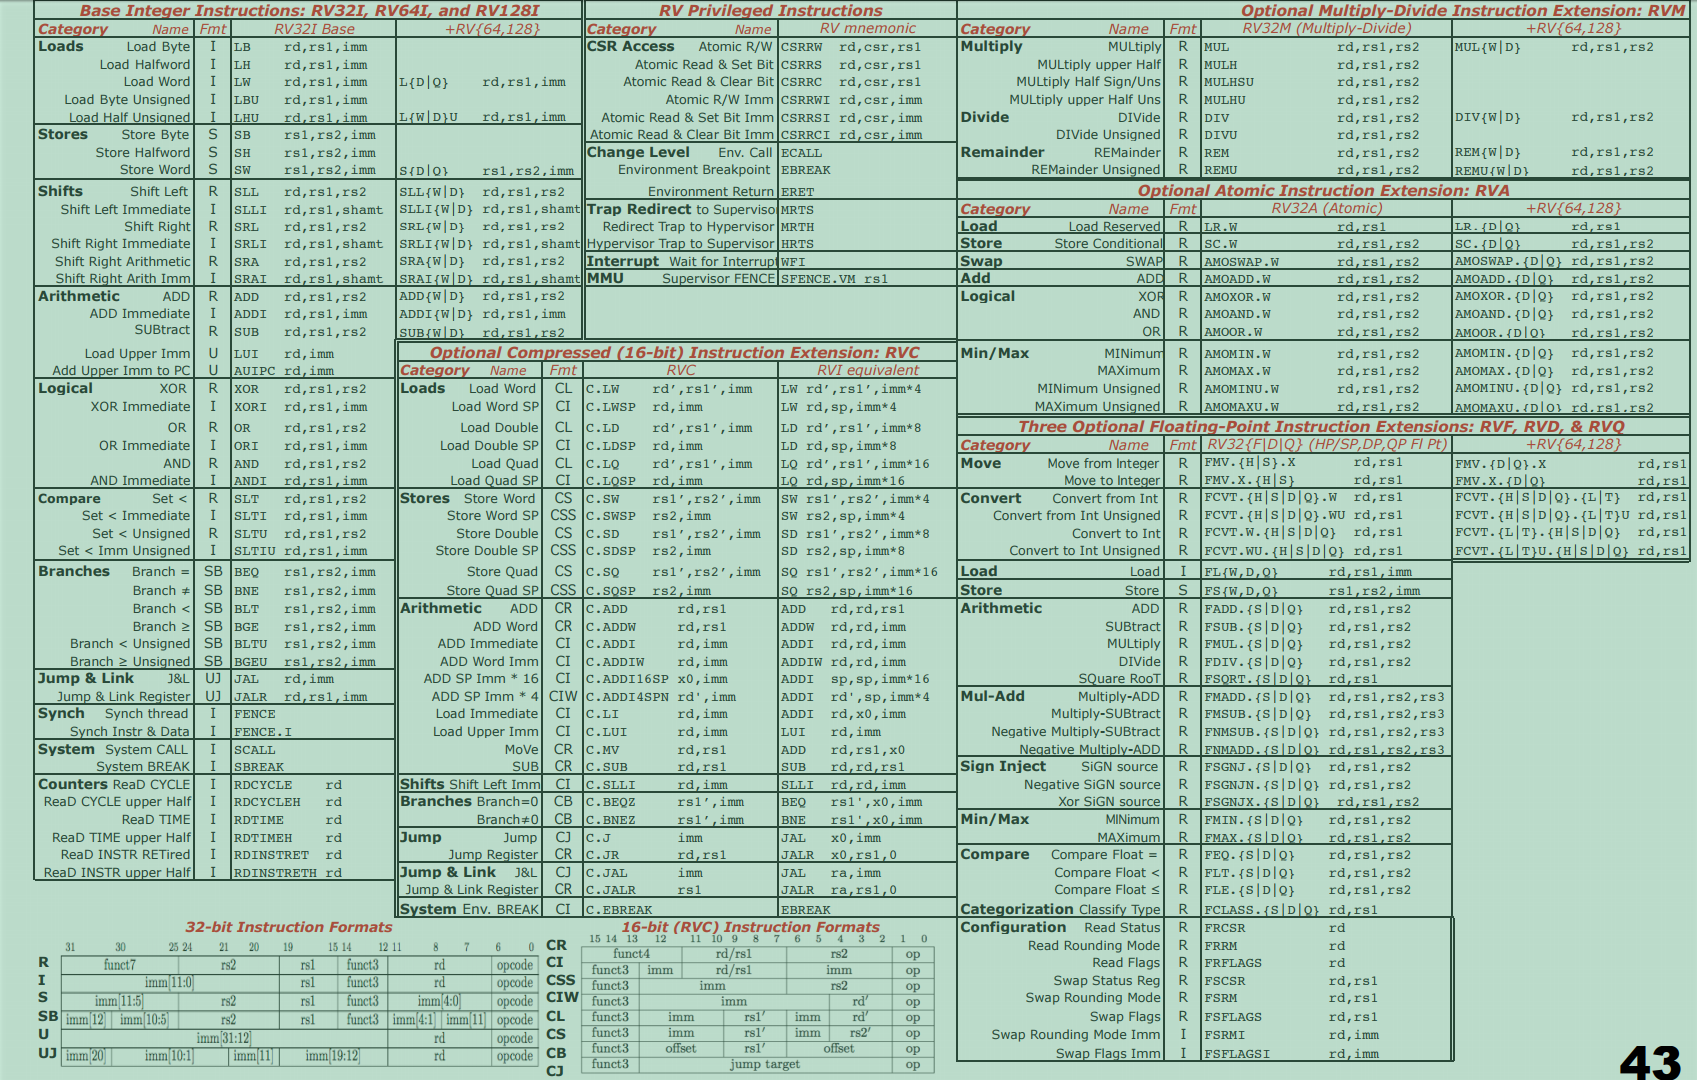 Base Integer Instructions: RV32I, RV64I, and RV128I
Category Name Fmt RV32I Base +RV{64,128}
Loads Load Byte I LB rd,rs1,imm
Load Halfword I LH rd,rs1,imm
Load Word I LW rd,rs1,imm L{D|Q} rd,rs1,imm
Load Byte Unsigned I LBU rd,rs1,imm
Load Half Unsigned I LHU rd,rs1,imm L{W|D}U rd,rs1,imm
Stores Store Byte S SB rs1,rs2,imm
Store Halfword S SH rs1,rs2,imm
Store Word S SW rs1,rs2,imm S{D|Q} rs1,rs2,imm
Shifts Shift Left R SLL rd,rs1,rs2 SLL{W|D} rd,rs1,rs2
Shift Left Immediate I SLLI rd,rs1,shamt SLLI{W|D} rd,rs1,shamt
Shift Right R SRL rd,rs1,rs2 SRL{W|D} rd,rs1,rs2
Shift Right Immediate I SRLI rd,rs1,shamt SRLI{W|D} rd,rs1,shamt
Shift Right Arithmetic R SRA rd,rs1,rs2 SRA{W|D} rd,rs1,rs2
Shift Right Arith Imm I SRAI rd,rs1,shamt SRAI{W|D} rd,rs1,shamt
Arithmetic ADD R ADD rd,rs1,rs2 ADD{W|D} rd,rs1,rs2
ADD Immediate I ADDI rd,rs1,imm ADDI{W|D} rd,rs1,imm
SUBtract R SUB rd,rs1,rs2 SUB{W|D} rd,rs1,rs2
Load Upper Imm U LUI rd,imm
Add Upper Imm to PC U AUIPC rd,imm
Logical XOR R XOR rd,rs1,rs2
XOR Immediate I XORI rd,rs1,imm
OR R OR rd,rs1,rs2
OR Immediate I ORI rd,rs1,imm
AND R AND rd,rs1,rs2
AND Immediate I ANDI rd,rs1,imm
Compare Set < R SLT rd,rs1,rs2
Set < Immediate I SLTI rd,rs1,imm
Set < Unsigned R SLTU rd,rs1,rs2
Set < Imm Unsigned I SLTIU rd,rs1,imm
Branches Branch = SB BEQ rs1,rs2,imm
Branch ≠ SB BNE rs1,rs2,imm
Branch < SB BLT rs1,rs2,imm
Branch ≥ SB BGE rs1,rs2,imm
Branch < Unsigned SB BLTU rs1,rs2,imm
Branch ≥ Unsigned SB BGEU rs1,rs2,imm
Jump & Link J&L UJ JAL rd,imm
Jump & Link Register UJ JALR rd,rs1,imm
Synch Synch thread I FENCE
Synch Instr & Data I FENCE.I
System System CALL I SCALL
System BREAK I SBREAK
Counters ReaD CYCLE I RDCYCLE rd
ReaD CYCLE upper Half I RDCYCLEH rd
ReaD TIME I RDTIME rd
ReaD TIME upper Half I RDTIMEH rd
ReaD INSTR RETired I RDINSTRET rd
ReaD INSTR upper Half I RDINSTRETH rd
RV Privileged Instructions
Category Name RV mnemonic
CSR Access Atomic R/W CSRRW rd,csr,rs1
Atomic Read & Set Bit CSRRS rd,csr,rs1
Atomic Read & Clear Bit CSRRC rd,csr,rs1
Atomic R/W Imm CSRRWI rd,csr,imm
Atomic Read & Set Bit Imm CSRRSI rd,csr,imm
Atomic Read & Clear Bit Imm CSRRCI rd,csr,imm
Change Level Env. Call ECALL
Environment Breakpoint EBREAK
Environment Return ERET
Trap Redirect to Superviso MRTS
Redirect Trap to Hypervisor MRTH
Hypervisor Trap to Supervisor HRTS
Interrupt Wait for Interrupt WFI
MMU Supervisor FENCE SFENCE.VM rs1
Optional Compressed (16-bit) Instruction Extension: RVC
Category Name Fmt RVC RVI equivalent
Loads Load Word CL C.LW rd′,rs1′,imm LW rd′,rs1′,imm*4
Load Word SP CI C.LWSP rd,imm LW rd,sp,imm*4
Load Double CL C.LD rd′,rs1′,imm LD rd′,rs1′,imm*8
Load Double SP CI C.LDSP rd,imm LD rd,sp,imm*8
Load Quad CL C.LQ rd′,rs1′,imm LQ rd′,rs1′,imm*16
Load Quad SP CI C.LQSP rd,imm LQ rd,sp,imm*16
Stores Store Word CS C.SW rs1′,rs2′,imm SW rs1′,rs2′,imm*4
Store Word SP CSS C.SWSP rs2,imm SW rs2,sp,imm*4
Store Double CS C.SD rs1′,rs2′,imm SD rs1′,rs2′,imm*8
Store Double SP CSS C.SDSP rs2,imm SD rs2,sp,imm*8
Store Quad CS C.SQ rs1′,rs2′,imm SQ rs1′,rs2′,imm*16
Store Quad SP CSS C.SQSP rs2,imm SQ rs2,sp,imm*16
Arithmetic ADD CR C.ADD rd,rs1 ADD rd,rd,rs1
ADD Word CR C.ADDW rd,rs1 ADDW rd,rd,imm
ADD Immediate CI C.ADDI rd,imm ADDI rd,rd,imm
ADD Word Imm CI C.ADDIW rd,imm ADDIW rd,rd,imm
ADD SP Imm * 16 CI C.ADDI16SP x0,imm ADDI sp,sp,imm*16
ADD SP Imm * 4 CIW C.ADDI4SPN rd',imm ADDI rd',sp,imm*4
Load Immediate CI C.LI rd,imm ADDI rd,x0,imm
Load Upper Imm CI C.LUI rd,imm LUI rd,imm
MoVe CR C.MV rd,rs1 ADD rd,rs1,x0
SUB CR C.SUB rd,rs1 SUB rd,rd,rs1
Shifts Shift Left Imm CI C.SLLI rd,imm SLLI rd,rd,imm
Branches Branch=0 CB C.BEQZ rs1′,imm BEQ rs1',x0,imm
Branch≠0 CB C.BNEZ rs1′,imm BNE rs1',x0,imm
Jump Jump CJ C.J imm JAL x0,imm
Jump Register CR C.JR rd,rs1 JALR x0,rs1,0
Jump & Link J&L CJ C.JAL imm JAL ra,imm
Jump & Link Register CR C.JALR rs1 JALR ra,rs1,0
System Env. BREAK CI C.EBREAK EBREAK
Optional Multiply-Divide Instruction Extension: RVM
Category Name Fmt RV32M (Multiply-Divide) +RV{64,128}
Multiply MULtiply R MUL rd,rs1,rs2 MUL{W|D} rd,rs1,rs2
MULtiply upper Half R MULH rd,rs1,rs2
MULtiply Half Sign/Uns R MULHSU rd,rs1,rs2
MULtiply upper Half Uns R MULHU rd,rs1,rs2
Divide DIVide R DIV rd,rs1,rs2 DIV{W|D} rd,rs1,rs2
DIVide Unsigned R DIVU rd,rs1,rs2
Remainder REMainder R REM rd,rs1,rs2 REM{W|D} rd,rs1,rs2
REMainder Unsigned R REMU rd,rs1,rs2 REMU{W|D} rd,rs1,rs2
Optional Atomic Instruction Extension: RVA
Category Name Fmt RV32A (Atomic) +RV{64,128}
Load Load Reserved R LR.W rd,rs1 LR.{D|Q} rd,rs1
Store Store Conditional R SC.W rd,rs1,rs2 SC.{D|Q} rd,rs1,rs2
Swap SWAP R AMOSWAP.W rd,rs1,rs2 AMOSWAP.{D|Q} rd,rs1,rs2
Add ADD R AMOADD.W rd,rs1,rs2 AMOADD.{D|Q} rd,rs1,rs2
Logical XOR R AMOXOR.W rd,rs1,rs2 AMOXOR.{D|Q} rd,rs1,rs2
AND R AMOAND.W rd,rs1,rs2 AMOAND.{D|Q} rd,rs1,rs2
OR R AMOOR.W rd,rs1,rs2 AMOOR.{D|Q} rd,rs1,rs2
Min/Max MINimum R AMOMIN.W rd,rs1,rs2 AMOMIN.{D|Q} rd,rs1,rs2
MAXimum R AMOMAX.W rd,rs1,rs2 AMOMAX.{D|Q} rd,rs1,rs2
MINimum Unsigned R AMOMINU.W rd,rs1,rs2 AMOMINU.{D|Q} rd,rs1,rs2
MAXimum Unsigned R AMOMAXU.W rd,rs1,rs2 AMOMAXU.{D|Q} rd,rs1,rs2
Three Optional Floating-Point Instruction Extensions: RVF, RVD, & RVQ
Category Name Fmt RV32{F|D|Q} (HP/SP,DP,QP Fl Pt) +RV{64,128}
Move Move from Integer R FMV.{H|S}.X rd,rs1 FMV.{D|Q}.X rd,rs1
Move to Integer R FMV.X.{H|S} rd,rs1 FMV.X.{D|Q} rd,rs1
Convert Convert from Int R FCVT.{H|S|D|Q}.W rd,rs1 FCVT.{H|S|D|Q}.{L|T} rd,rs1
Convert from Int Unsigned R FCVT.{H|S|D|Q}.WU rd,rs1 FCVT.{H|S|D|Q}.{L|T}U rd,rs1
Convert to Int R FCVT.W.{H|S|D|Q} rd,rs1 FCVT.{L|T}.{H|S|D|Q} rd,rs1
Convert to Int Unsigned R FCVT.WU.{H|S|D|Q} rd,rs1 FCVT.{L|T}U.{H|S|D|Q} rd,rs1
Load Load I FL{W,D,Q} rd,rs1,imm
Store Store S FS{W,D,Q} rs1,rs2,imm
Arithmetic ADD R FADD.{S|D|Q} rd,rs1,rs2
SUBtract R FSUB.{S|D|Q} rd,rs1,rs2
MULtiply R FMUL.{S|D|Q} rd,rs1,rs2
DIVide R FDIV.{S|D|Q} rd,rs1,rs2
SQuare RooT R FSQRT.{S|D|Q} rd,rs1
Mul-Add Multiply-ADD R FMADD.{S|D|Q} rd,rs1,rs2,rs3
Multiply-SUBtract R FMSUB.{S|D|Q} rd,rs1,rs2,rs3
Negative Multiply-SUBtract R FNMSUB.{S|D|Q} rd,rs1,rs2,rs3
Negative Multiply-ADD R FNMADD.{S|D|Q} rd,rs1,rs2,rs3
Sign Inject SiGN source R FSGNJ.{S|D|Q} rd,rs1,rs2
Negative SiGN source R FSGNJN.{S|D|Q} rd,rs1,rs2
Xor SiGN source R FSGNJX.{S|D|Q} rd,rs1,rs2
Min/Max MINimum R FMIN.{S|D|Q} rd,rs1,rs2
MAXimum R FMAX.{S|D|Q} rd,rs1,rs2
Compare Compare Float = R FEQ.{S|D|Q} rd,rs1,rs2
Compare Float < R FLT.{S|D|Q} rd,rs1,rs2
Compare Float ≤ R FLE.{S|D|Q} rd,rs1,rs2
Categorization Classify Type R FCLASS.{S|D|Q} rd,rs1
Configuration Read Status R FRCSR rd
Read Rounding Mode R FRRM rd
Read Flags R FRFLAGS rd
Swap Status Reg R FSCSR rd,rs1
Swap Rounding Mode R FSRM rd,rs1
Swap Flags R FSFLAGS rd,rs1
Swap Rounding Mode Imm I FSRMI rd,imm
Swap Flags Imm I FSFLAGSI rd,imm
32-bit Instruction Formats
31 30 25 24 21 20 19 15 14 12 11 8 7 6 0
R funct7 rs2 rs1 funct3 rd opcode
I imm[11:0] rs1 funct3 rd opcode
S imm[11:5] rs2 rs1 funct3 imm[4:0] opcode
SB imm[12] imm[10:5] rs2 rs1 funct3 imm[4:1] imm[11] opcode
U imm[31:12] rd opcode
UJ imm[20] imm[10:1] imm[11] imm[19:12] rd opcode
16-bit (RVC) Instruction Formats
15 14 13 12 11 10 9 8 7 6 5 4 3 2 1 0
CR funct4 rd/rs1 rs2 op
CI funct3 imm rd/rs1 imm op
CSS funct3 imm rs2 op
CIW funct3 imm rd′ op
CL funct3 imm rs1′ imm rd′ op
CS funct3 imm rs1′ imm rs2′ op
CB funct3 offset rs1′ offset op
CJ funct3 jump target op
43